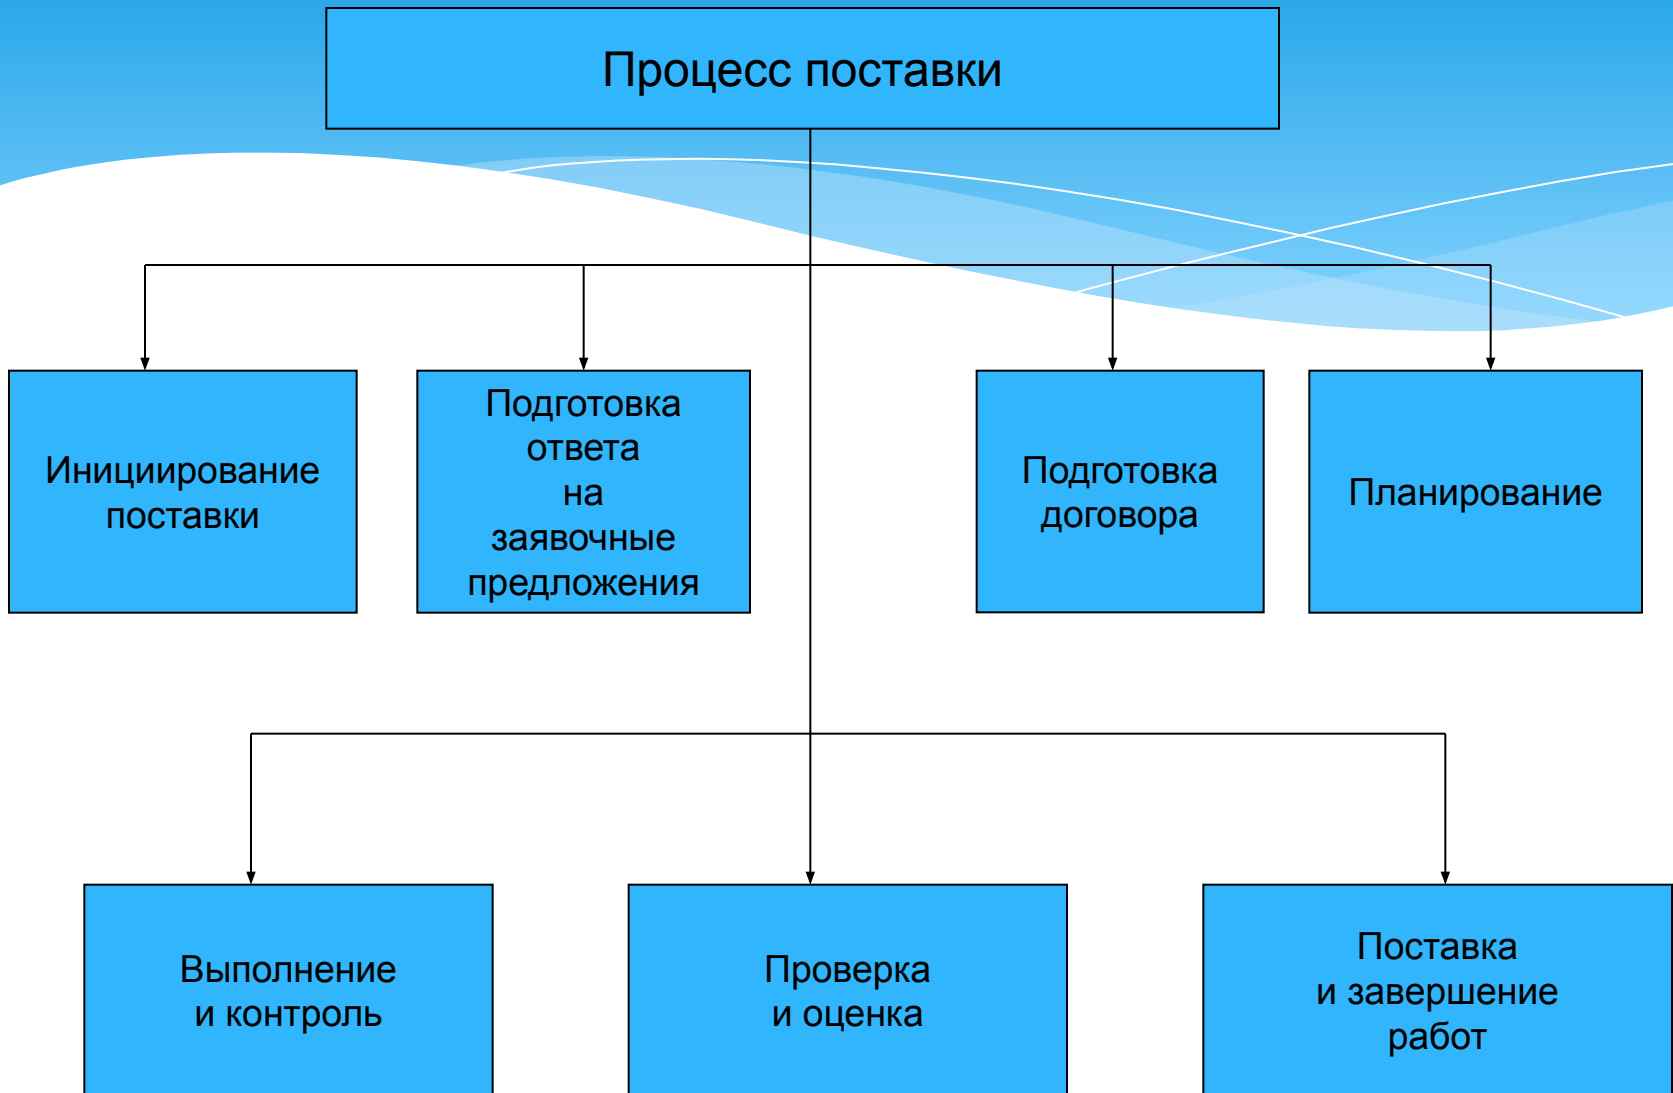 Процесс поставки
Инициирование
поставки
Подготовка
ответа
на
заявочные
предложения
Подготовка
договора
Планирование
Выполнение
и контроль
Проверка
и оценка
Поставка
и завершение
работ